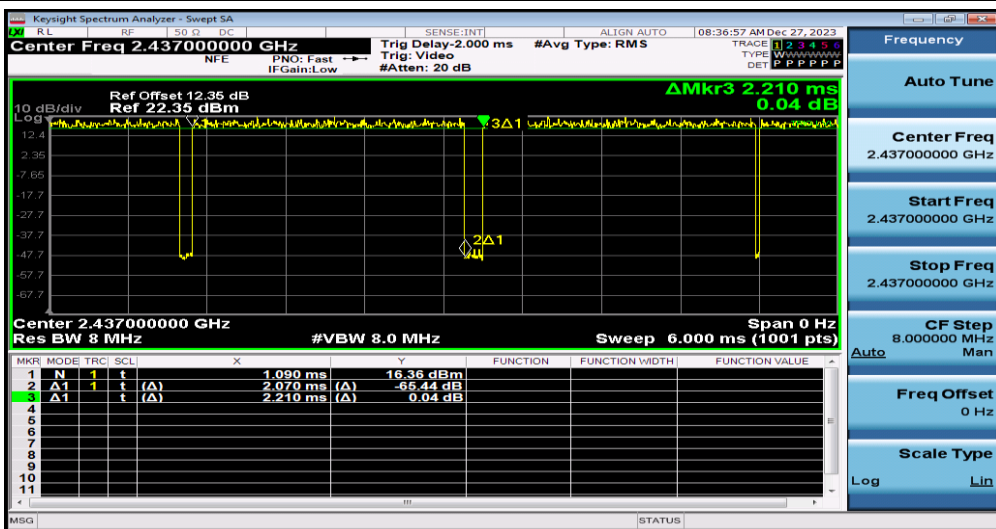 Keysight Spectrum Analyzer - Swept SA
LXI RL RF 50 Ω DC SENSE:INT ALIGN AUTO 08:36:57 AM Dec 27, 2023
Center Freq 2.437000000 GHz
NFE
PNO: Fast
IFGain:Low
Trig Delay-2.000 ms
Trig: Video
#Atten: 20 dB
#Avg Type: RMS
TRACE 1 2 3 4 5 6
TYPE WWWWWW
DET P P P P P P
ΔMkr3 2.210 ms
0.04 dB
Ref Offset 12.35 dB
10 dB/div Ref 22.35 dBm
Log
12.4
2.35
-7.65
-17.7
-27.7
-37.7
-47.7
-57.7
-67.7
3Δ1
2Δ1
Center 2.437000000 GHz Span 0 Hz
Res BW 8 MHz #VBW 8.0 MHz Sweep 6.000 ms (1001 pts)
MKR MODE TRC SCL X Y FUNCTION FUNCTION WIDTH FUNCTION VALUE
1 N 1 t 1.090 ms 16.36 dBm
2 Δ1 1 t (Δ) 2.070 ms (Δ) -65.44 dB
3 Δ1 t (Δ) 2.210 ms (Δ) 0.04 dB
4
5
6
7
8
9
10
11
MSG STATUS
Frequency
Auto Tune
Center Freq
2.437000000 GHz
Start Freq
2.437000000 GHz
Stop Freq
2.437000000 GHz
CF Step
8.000000 MHz
Auto Man
Freq Offset
0 Hz
Scale Type
Log Lin